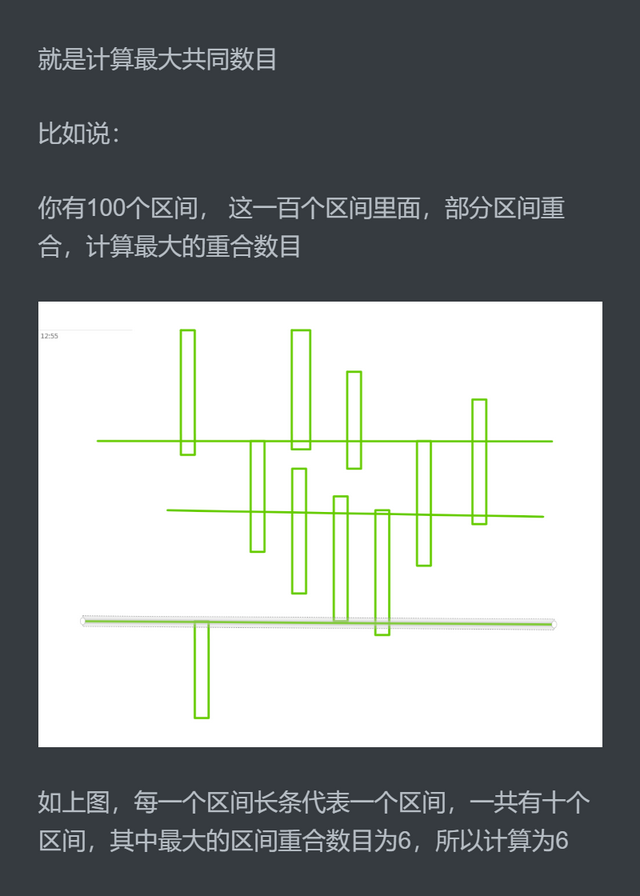 就是计算最大共同数目
比如说：
你有100个区间， 这一百个区间里面，部分区间重
合，计算最大的重合数目
12:55
如上图，每一个区间长条代表一个区间，一共有十个
区间，其中最大的区间重合数目为6，所以计算为6